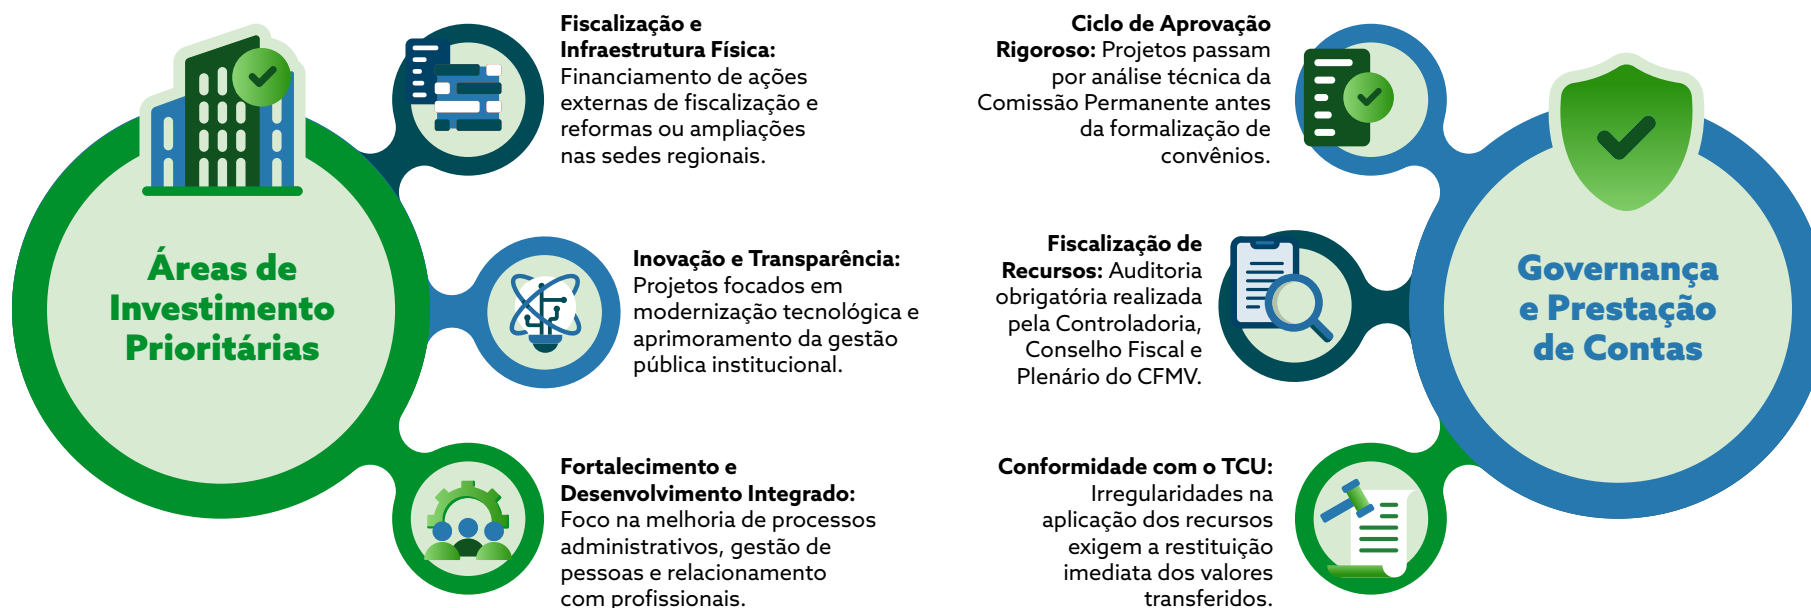 Áreas de
Investimento
Prioritárias
Fiscalização e
Infraestrutura Física:
Financiamento de ações
externas de fiscalização e
reformas ou ampliações
nas sedes regionais.
Inovação e Transparência:
Projetos focados em
modernização tecnológica e
aprimoramento da gestão
pública institucional.
Fortalecimento e
Desenvolvimento Integrado:
Foco na melhoria de processos
administrativos, gestão de
pessoas e relacionamento
com profissionais.
Governança
e Prestação
de Contas
Ciclo de Aprovação
Rigoroso: Projetos passam
por análise técnica da
Comissão Permanente antes
da formalização de
convênios.
Fiscalização de
Recursos: Auditoria
obrigatória realizada
pela Controladoria,
Conselho Fiscal e
Plenário do CFMV.
Conformidade com o TCU:
Irregularidades na
aplicação dos recursos
exigem a restituição
imediata dos valores
transferidos.